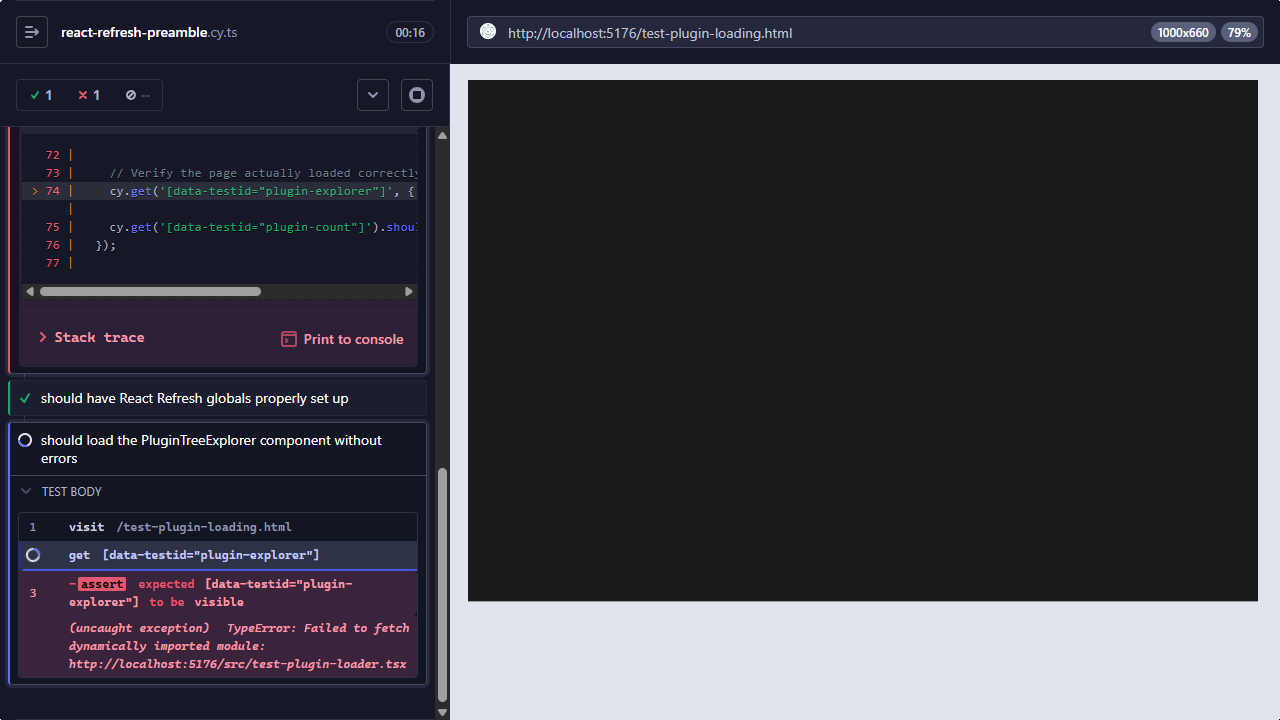 react-refresh-preamble.cy.ts
00:16
http://localhost:5176/test-plugin-loading.html
1000x660
79%
1
1
--
72 |
73 | // Verify the page actually loaded correctly
> 74 | cy.get('[data-testid="plugin-explorer"]', {
|
75 | cy.get('[data-testid="plugin-count"]').shoul
76 | });
77 |
Stack trace
Print to console
should have React Refresh globals properly set up
should load the PluginTreeExplorer component without
errors
TEST BODY
1 visit /test-plugin-loading.html
get [data-testid="plugin-explorer"]
3 -assert expected [data-testid="plugin-
explorer"] to be visible
(uncaught exception) TypeError: Failed to fetch
dynamically imported module:
http://localhost:5176/src/test-plugin-loader.tsx